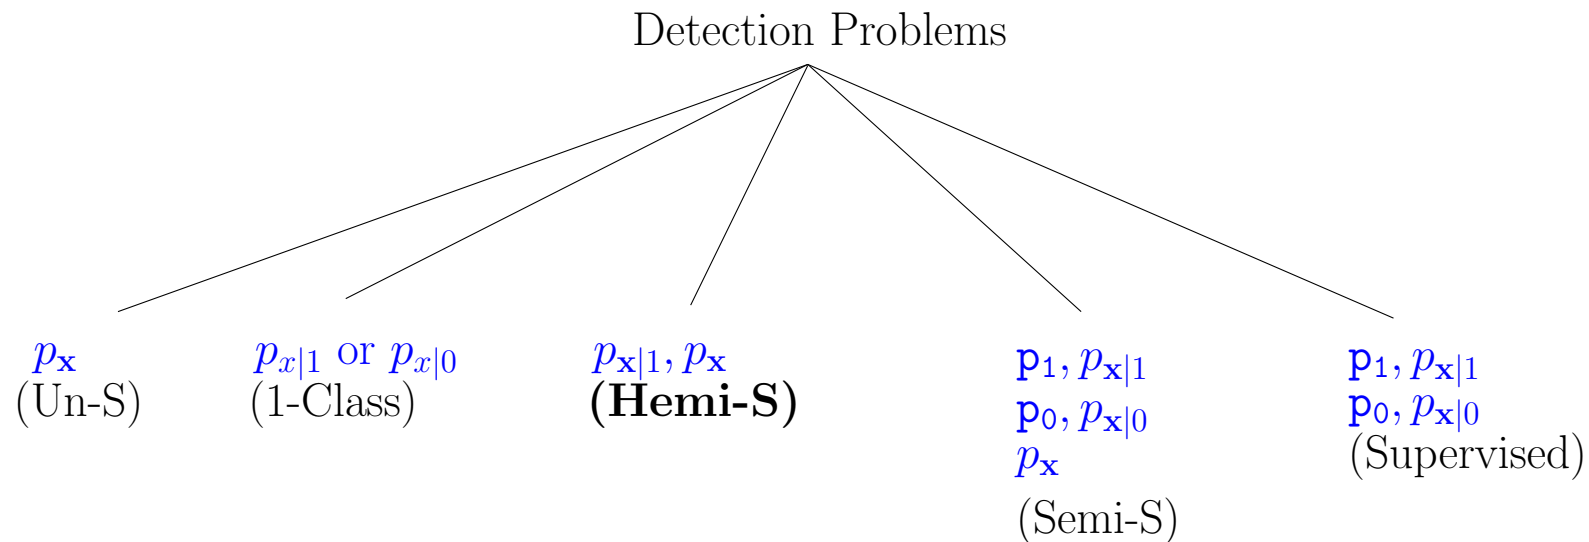 Detection Problems
p_x
(Un-S)
p_{x|1} or p_{x|0}
(1-Class)
p_{x|1}, p_x
(Hemi-S)
p_1, p_{x|1}
p_0, p_{x|0}
p_x
(Semi-S)
p_1, p_{x|1}
p_0, p_{x|0}
(Supervised)